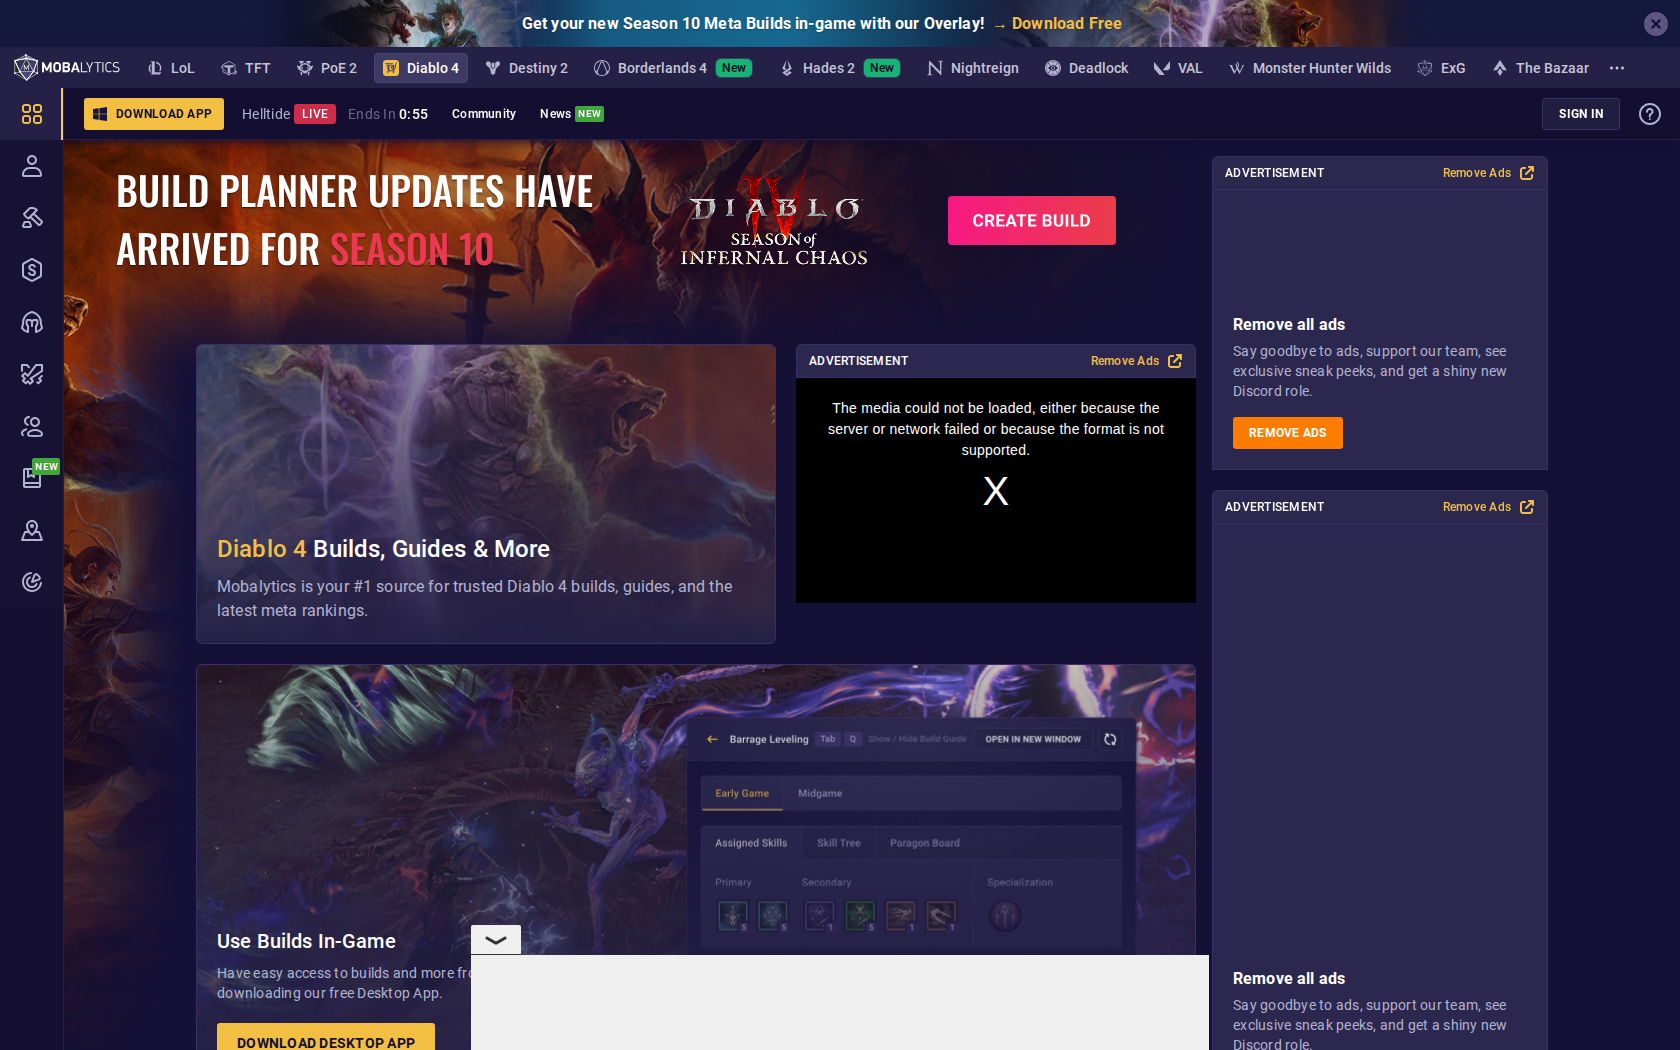 Get your new Season 10 Meta Builds in-game with our Overlay! → Download Free
MOBALYTICS
LoL
TFT
PoE 2
Diablo 4
Destiny 2
Borderlands 4 New
Hades 2 New
Nightreign
Deadlock
VAL
Monster Hunter Wilds
ExG
The Bazaar
DOWNLOAD APP
Helltide LIVE Ends In 0:55
Community
News NEW
SIGN IN
NEW
BUILD PLANNER UPDATES HAVE
ARRIVED FOR SEASON 10
DIABLO
IV
SEASON of
INFERNAL CHAOS
CREATE BUILD
ADVERTISEMENT
Remove Ads
Remove all ads
Say goodbye to ads, support our team, see
exclusive sneak peeks, and get a shiny new
Discord role.
REMOVE ADS
Diablo 4 Builds, Guides & More
Mobalytics is your #1 source for trusted Diablo 4 builds, guides, and the
latest meta rankings.
ADVERTISEMENT
Remove Ads
The media could not be loaded, either because the
server or network failed or because the format is not
supported.
X
ADVERTISEMENT
Remove Ads
Remove all ads
Say goodbye to ads, support our team, see
exclusive sneak peeks, and get a shiny new
Discord role.
Barrage Leveling Tab Q Show / Hide Build Guide OPEN IN NEW WINDOW
Early Game Midgame
Assigned Skills Skill Tree Paragon Board
Primary Secondary Specialization
5 5 1 5 1 1
Use Builds In-Game
Have easy access to builds and more
downloading our free Desktop App.
DOWNLOAD DESKTOP APP